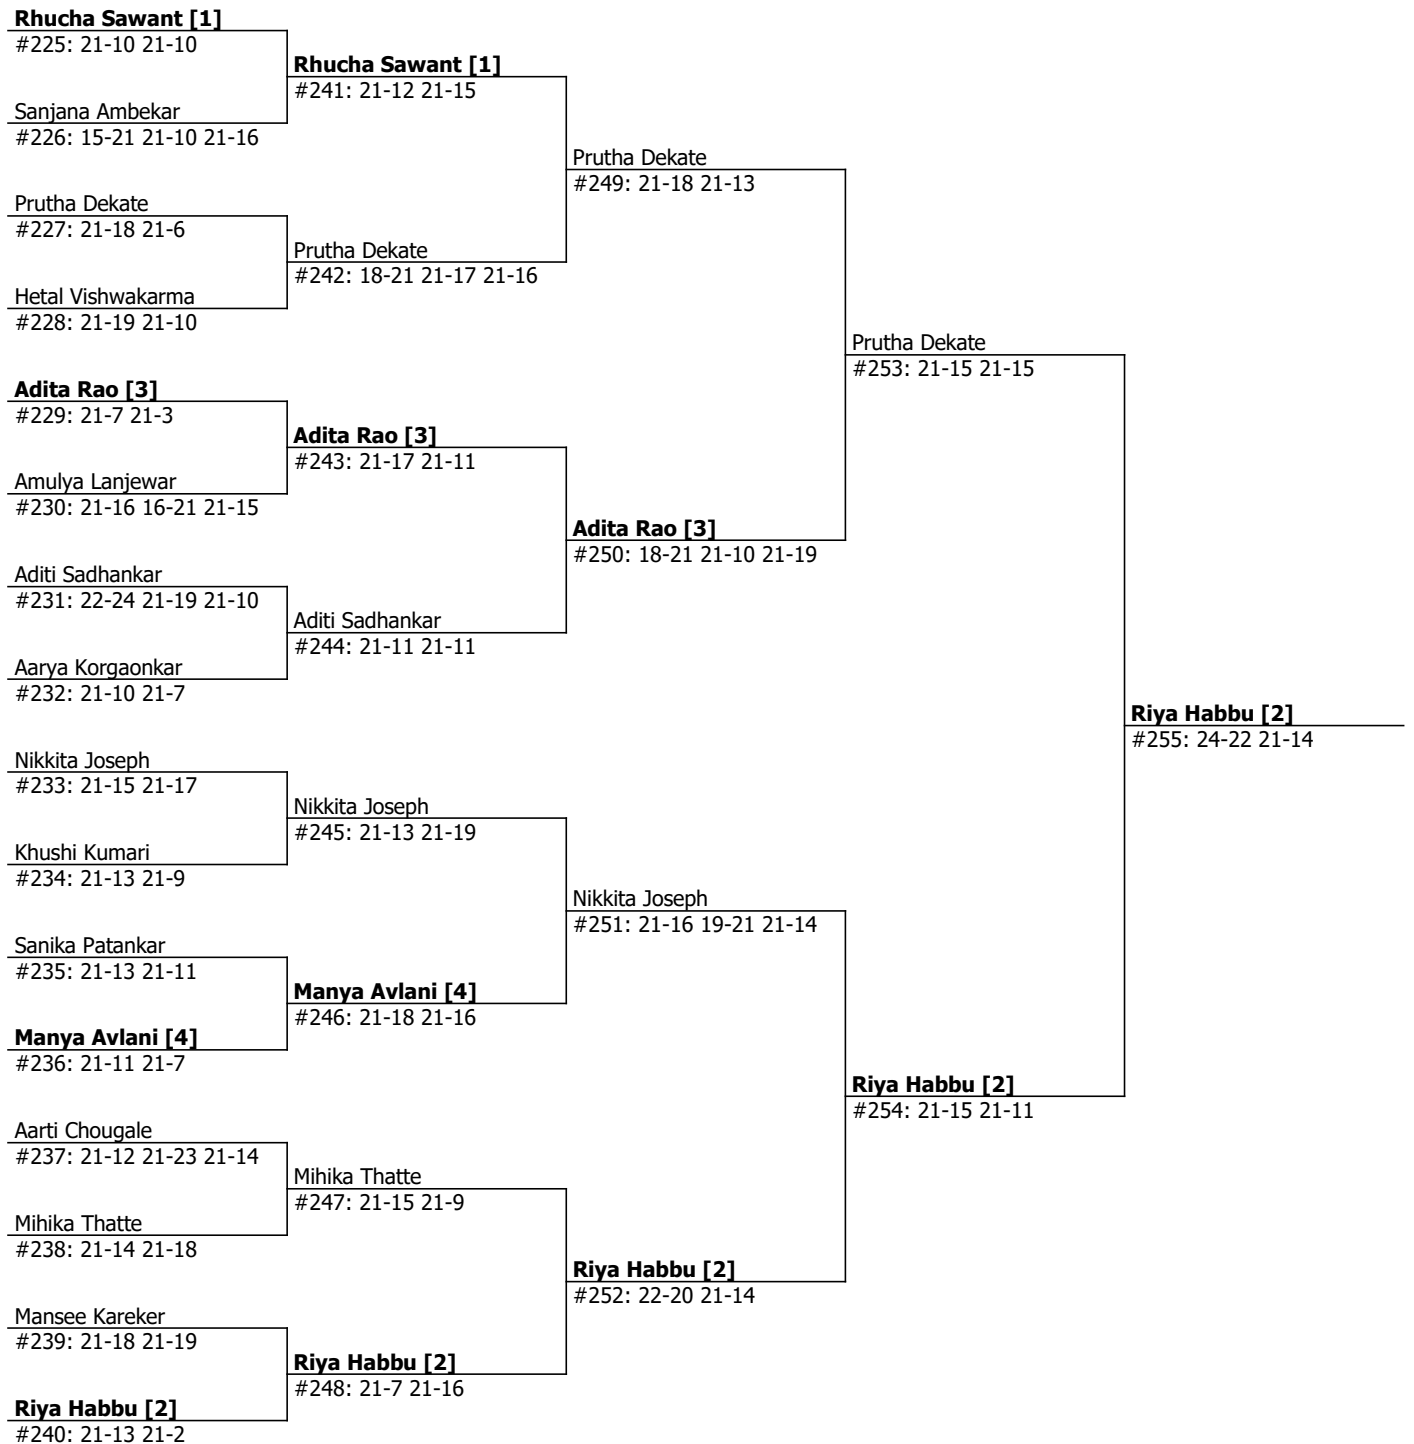 Rhucha Sawant [1]
#225: 21-10 21-10
Rhucha Sawant [1]
#241: 21-12 21-15
Sanjana Ambekar
#226: 15-21 21-10 21-16
Prutha Dekate
#249: 21-18 21-13
Prutha Dekate
#227: 21-18 21-6
Prutha Dekate
#242: 18-21 21-17 21-16
Hetal Vishwakarma
#228: 21-19 21-10
Prutha Dekate
#253: 21-15 21-15
Adita Rao [3]
#229: 21-7 21-3
Adita Rao [3]
#243: 21-17 21-11
Amulya Lanjewar
#230: 21-16 16-21 21-15
Adita Rao [3]
#250: 18-21 21-10 21-19
Aditi Sadhankar
#231: 22-24 21-19 21-10
Aditi Sadhankar
#244: 21-11 21-11
Aarya Korgaonkar
#232: 21-10 21-7
Riya Habbu [2]
#255: 24-22 21-14
Nikkita Joseph
#233: 21-15 21-17
Nikkita Joseph
#245: 21-13 21-19
Khushi Kumari
#234: 21-13 21-9
Nikkita Joseph
#251: 21-16 19-21 21-14
Sanika Patankar
#235: 21-13 21-11
Manya Avlani [4]
#246: 21-18 21-16
Manya Avlani [4]
#236: 21-11 21-7
Riya Habbu [2]
#254: 21-15 21-11
Aarti Chougale
#237: 21-12 21-23 21-14
Mihika Thatte
#247: 21-15 21-9
Mihika Thatte
#238: 21-14 21-18
Riya Habbu [2]
#252: 22-20 21-14
Mansee Kareker
#239: 21-18 21-19
Riya Habbu [2]
#248: 21-7 21-16
Riya Habbu [2]
#240: 21-13 21-2